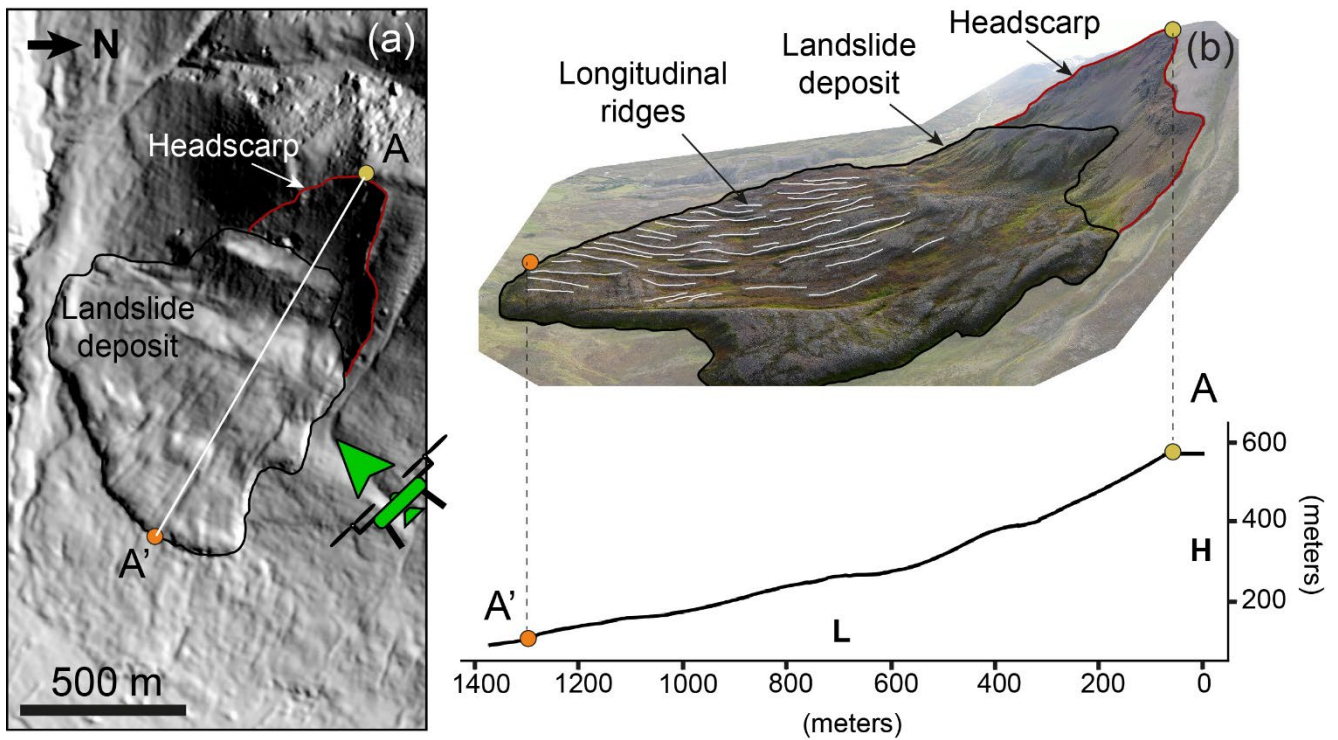 (a)
N
Headscarp
A
Landslide
deposit
A’
500 m
(b)
Headscarp
Landslide
deposit
Longitudinal
ridges
A
600
400
200
(meters)
H
A’
L
1400
1200
1000
800
600
400
200
0
(meters)